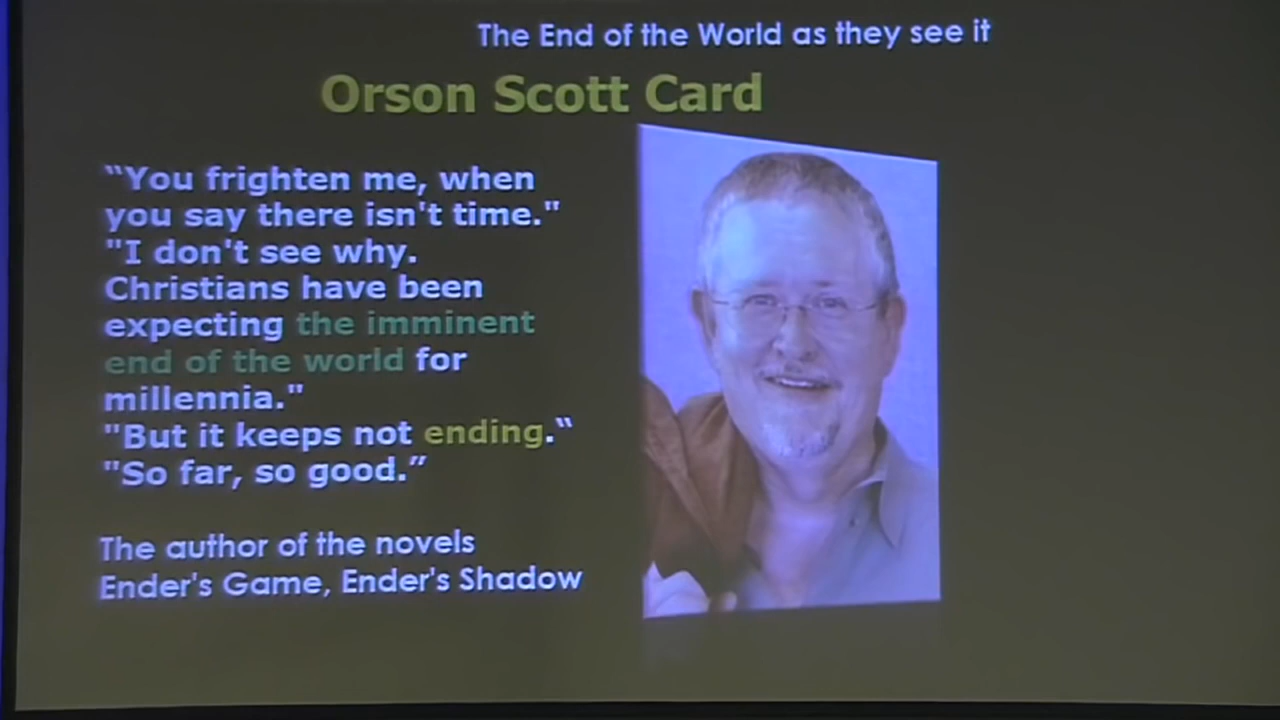 The End of the World as they see it
Orson Scott Card
“You frighten me, when
you say there isn't time."
"I don't see why.
Christians have been
expecting the imminent
end of the world for
millennia."
"But it keeps not ending.“
"So far, so good.”
The author of the novels
Ender's Game, Ender's Shadow